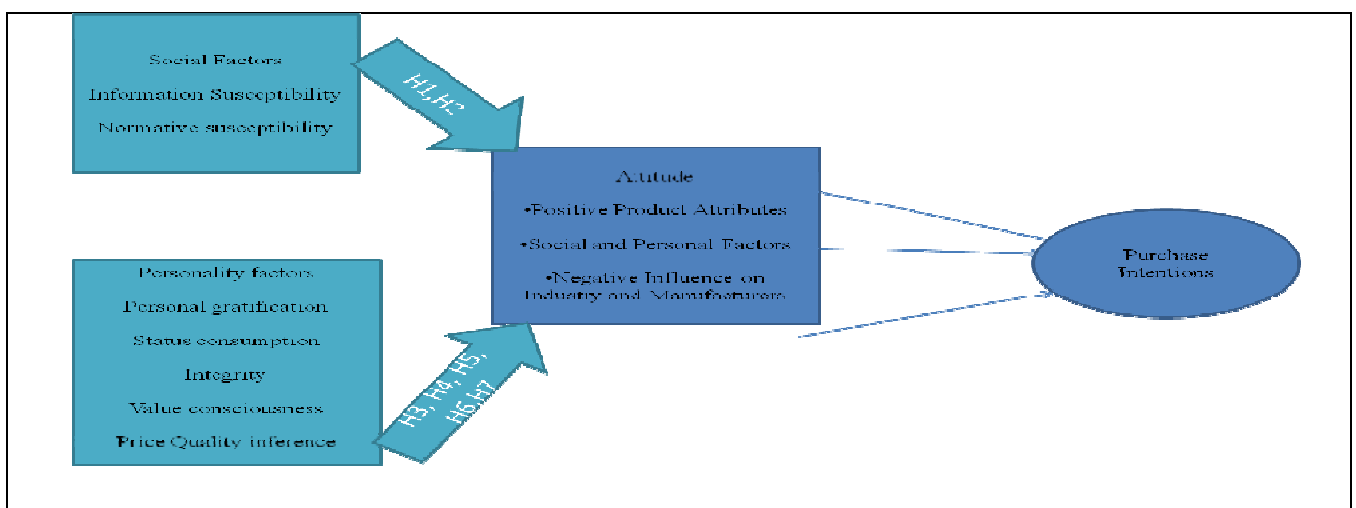 Social Factors
Information Susceptibility
Normative susceptibility
H1,H2
Attitude
•Positive Product Attributes
•Social and Personal Factors
•Negative Influence on
Industry and Manufacturers
Purchase
Intentions
Personality factors
Personal gratification
Status consumption
Integrity
Value consciousness
Price Quality inference
H3, H4, H5,
H6,H7